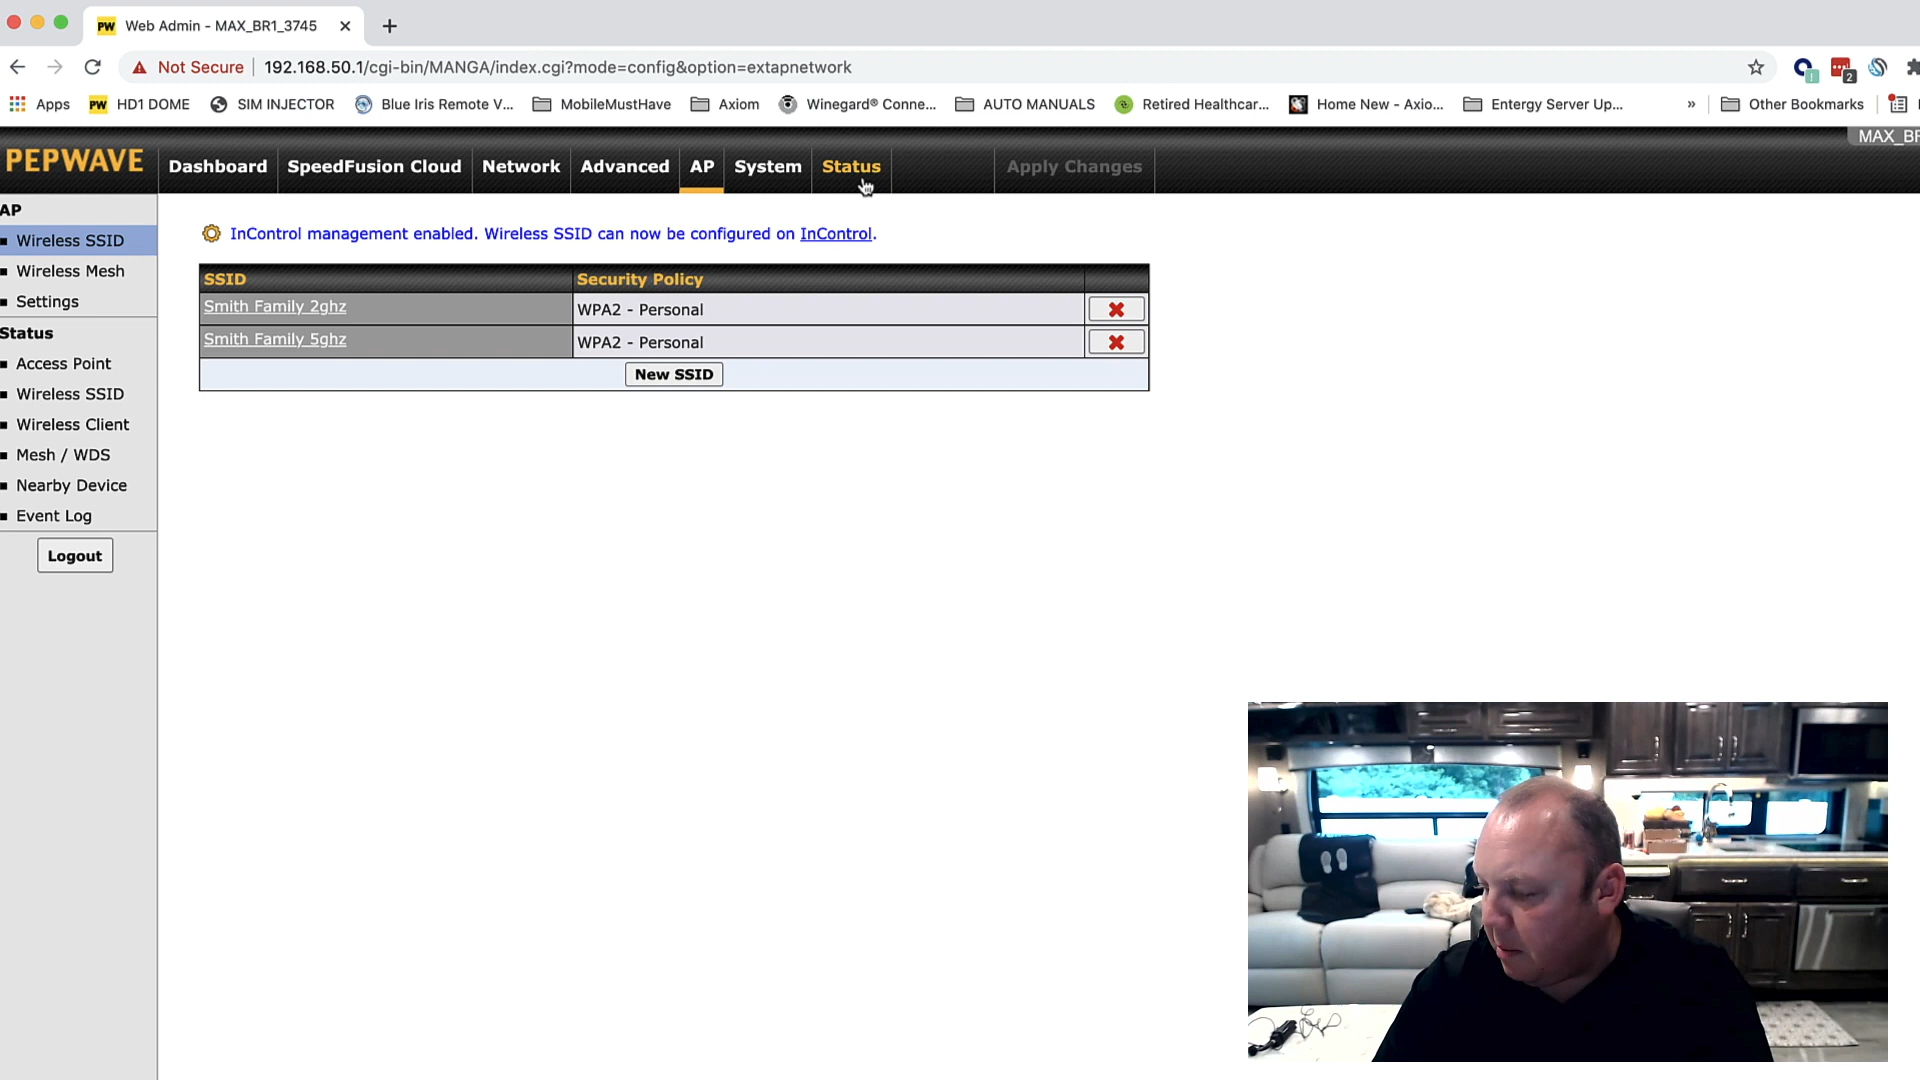 PW Web Admin - MAX_BR1_3745
Not Secure 192.168.50.1/cgi-bin/MANGA/index.cgi?mode=config&option=extapnetwork 2
Apps PW HD1 DOME SIM INJECTOR Blue Iris Remote V... MobileMustHave Axiom Winegard® Conne... AUTO MANUALS Retired Healthcar... Home New - Axio... Entergy Server Up... » Other Bookmarks
MAX_BR
PEPWAVE Dashboard SpeedFusion Cloud Network Advanced AP System Status Apply Changes
AP
Wireless SSID
Wireless Mesh
Settings
Status
Access Point
Wireless SSID
Wireless Client
Mesh / WDS
Nearby Device
Event Log
Logout
InControl management enabled. Wireless SSID can now be configured on InControl.
SSID Security Policy
Smith Family 2ghz WPA2 - Personal
Smith Family 5ghz WPA2 - Personal
New SSID